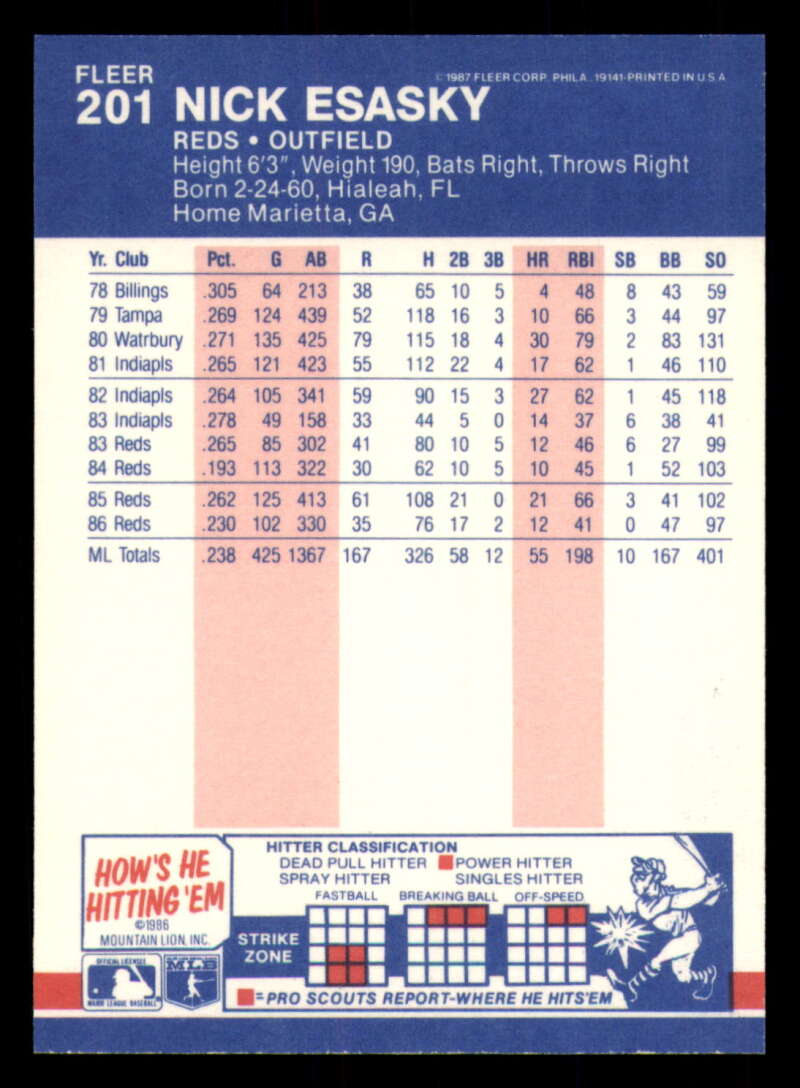 FLEER
© 1987 FLEER CORP. PHILA., 19141-PRINTED IN U.S.A.
201 NICK ESASKY
REDS • OUTFIELD
Height 6'3", Weight 190, Bats Right, Throws Right
Born 2-24-60, Hialeah, FL
Home Marietta, GA
Yr. Club Pct. G AB R H 2B 3B HR RBI SB BB SO
78 Billings .305 64 213 38 65 10 5 4 48 8 43 59
79 Tampa .269 124 439 52 118 16 3 10 66 3 44 97
80 Watrbury .271 135 425 79 115 18 4 30 79 2 83 131
81 Indiapls .265 121 423 55 112 22 4 17 62 1 46 110
82 Indiapls .264 105 341 59 90 15 3 27 62 1 45 118
83 Indiapls .278 49 158 33 44 5 0 14 37 6 38 41
83 Reds .265 85 302 41 80 10 5 12 46 6 27 99
84 Reds .193 113 322 30 62 10 5 10 45 1 52 103
85 Reds .262 125 413 61 108 21 0 21 66 3 41 102
86 Reds .230 102 330 35 76 17 2 12 41 0 47 97
ML Totals .238 425 1367 167 326 58 12 55 198 10 167 401
HOW'S HE
HITTING 'EM
©1986
MOUNTAIN LION, INC.
OFFICIAL LICENSEE
MAJOR LEAGUE BASEBALL
MLB
HITTER CLASSIFICATION
DEAD PULL HITTER POWER HITTER
SPRAY HITTER SINGLES HITTER
FASTBALL BREAKING BALL OFF-SPEED
STRIKE
ZONE
=PRO SCOUTS REPORT-WHERE HE HITS'EM